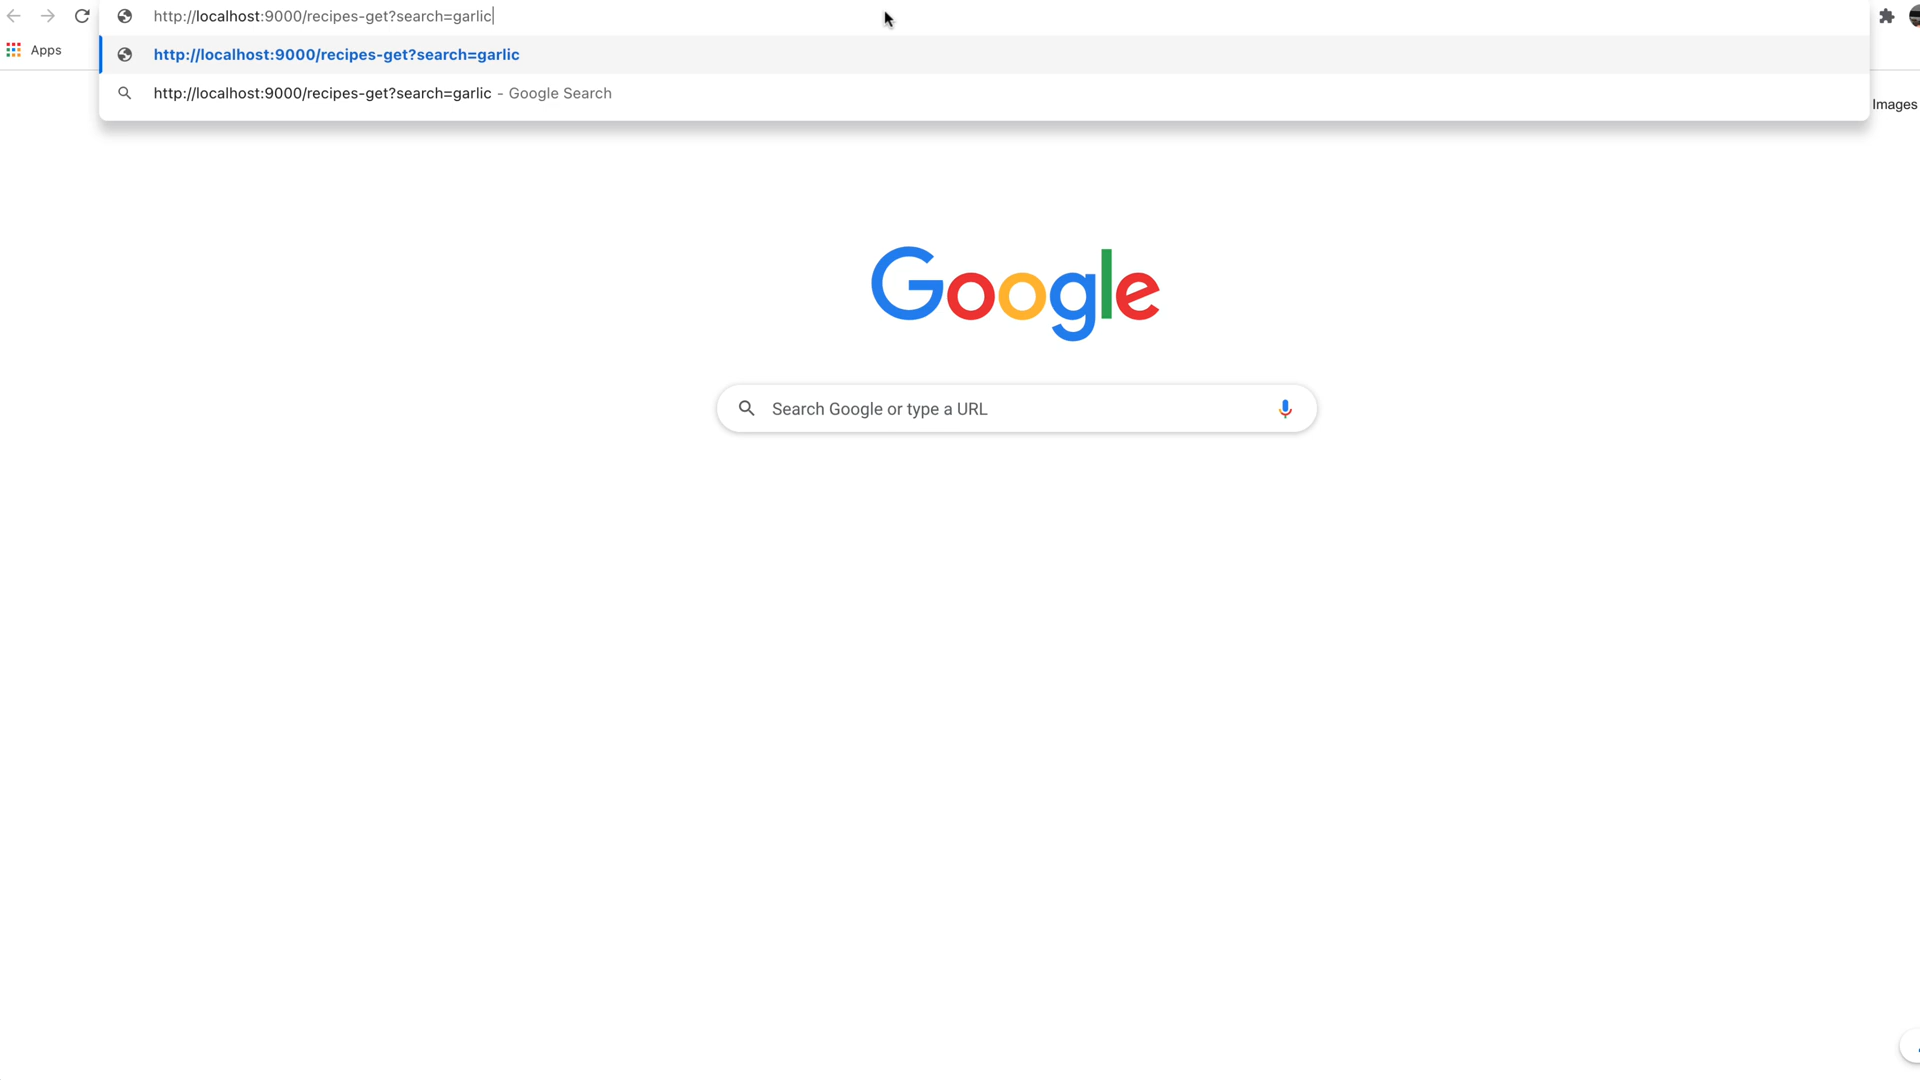 http://localhost:9000/recipes-get?search=garlic
Apps
http://localhost:9000/recipes-get?search=garlic
http://localhost:9000/recipes-get?search=garlic - Google Search
Images
Google
Search Google or type a URL